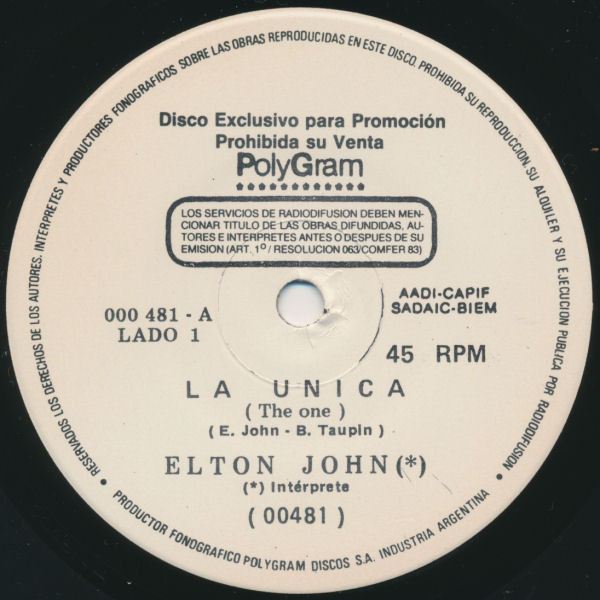 RESERVADOS LOS DERECHOS DE LOS AUTORES, INTERPRETES Y PRODUCTORES FONOGRAFICOS SOBRE LAS OBRAS REPRODUCIDAS EN ESTE DISCO. PROHIBIDA SU REPRODUCCION, SU ALQUILER Y SU EJECUCION PUBLICA POR RADIODIFUSION
Disco Exclusivo para Promoción
Prohibida su Venta
PolyGram
LOS SERVICIOS DE RADIODIFUSION DEBEN MEN-
CIONAR TITULO DE LAS OBRAS DIFUNDIDAS, AU-
TORES E INTERPRETES ANTES O DESPUES DE SU
EMISION (ART. 1º/ RESOLUCION 063/COMFER 83)
000 481 - A
LADO 1
AADI-CAPIF
SADAIC-BIEM
45 RPM
LA UNICA
( The one )
( E. John - B. Taupin )
ELTON JOHN (*)
(*) Intérprete
( 00481 )
• PRODUCTOR FONOGRAFICO POLYGRAM DISCOS S.A. INDUSTRIA ARGENTINA •